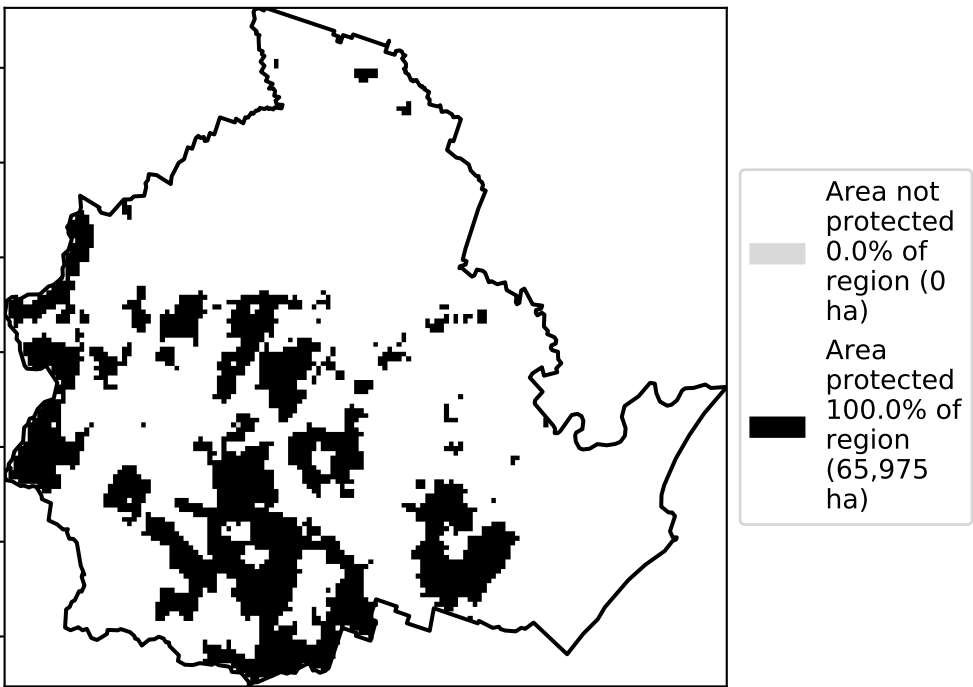 Area not
protected
0.0% of
region (0
ha)
Area
protected
100.0% of
region
(65,975
ha)